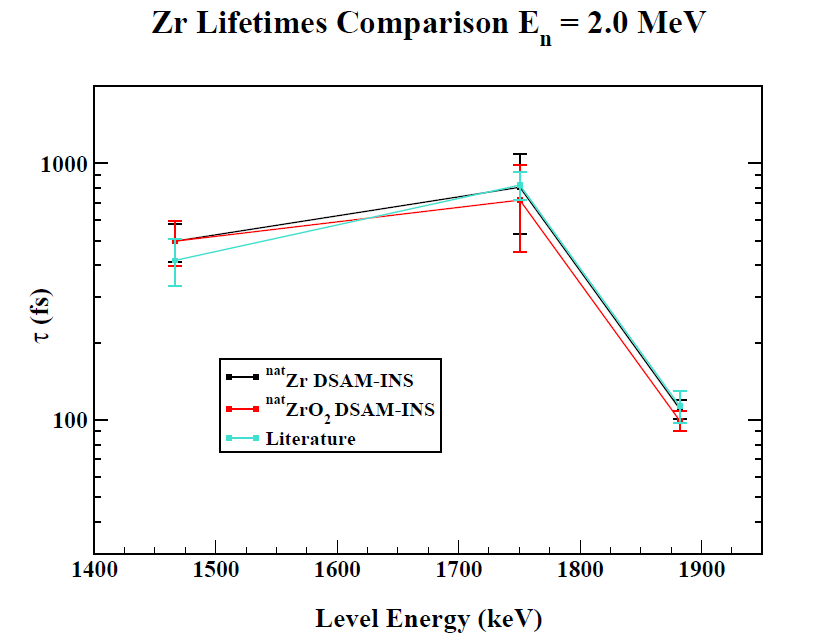 Zr Lifetimes Comparison Eₙ = 2.0 MeV
1000
τ (fs)
natZr DSAM-INS
natZrO₂ DSAM-INS
Literature
100
1400 1500 1600 1700 1800 1900
Level Energy (keV)